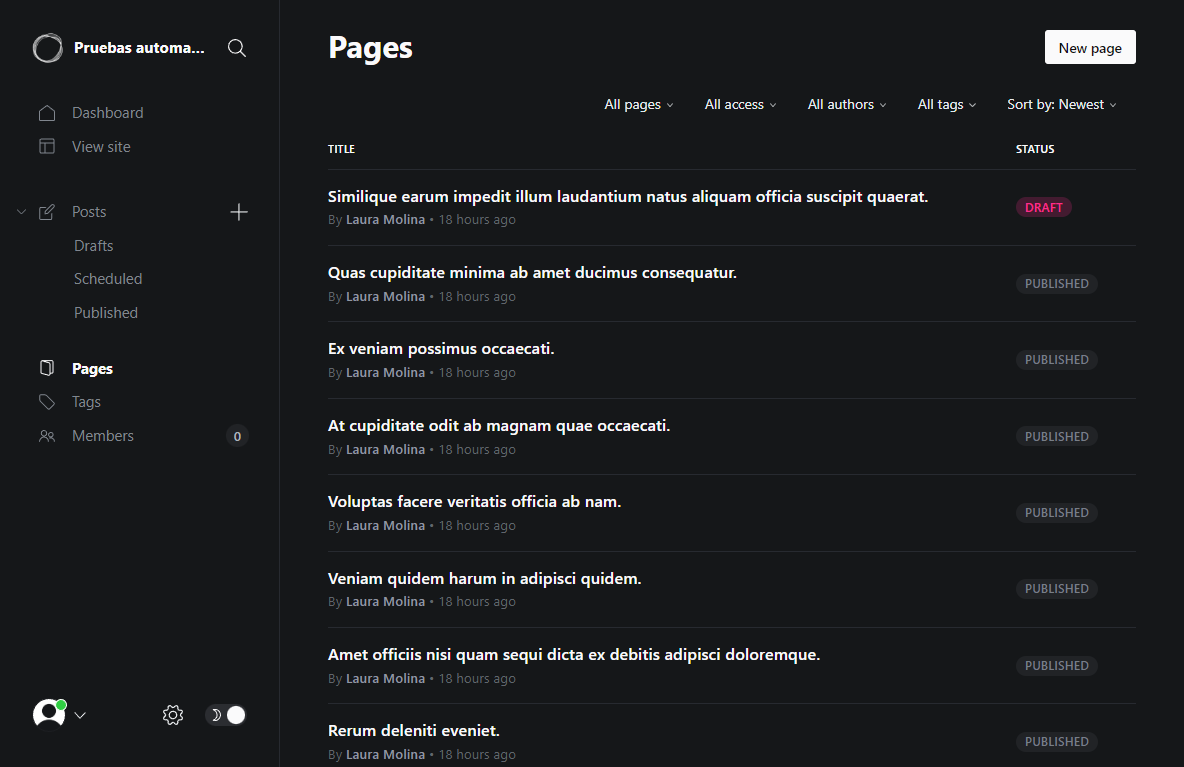 Pruebas automa...
Dashboard
View site
Posts
Drafts
Scheduled
Published
Pages
Tags
Members 0
Pages
New page
All pages All access All authors All tags Sort by: Newest
TITLE STATUS
Similique earum impedit illum laudantium natus aliquam officia suscipit quaerat.
By Laura Molina • 18 hours ago
DRAFT
Quas cupiditate minima ab amet ducimus consequatur.
By Laura Molina • 18 hours ago
PUBLISHED
Ex veniam possimus occaecati.
By Laura Molina • 18 hours ago
PUBLISHED
At cupiditate odit ab magnam quae occaecati.
By Laura Molina • 18 hours ago
PUBLISHED
Voluptas facere veritatis officia ab nam.
By Laura Molina • 18 hours ago
PUBLISHED
Veniam quidem harum in adipisci quidem.
By Laura Molina • 18 hours ago
PUBLISHED
Amet officiis nisi quam sequi dicta ex debitis adipisci doloremque.
By Laura Molina • 18 hours ago
PUBLISHED
Rerum deleniti eveniet.
By Laura Molina • 18 hours ago
PUBLISHED